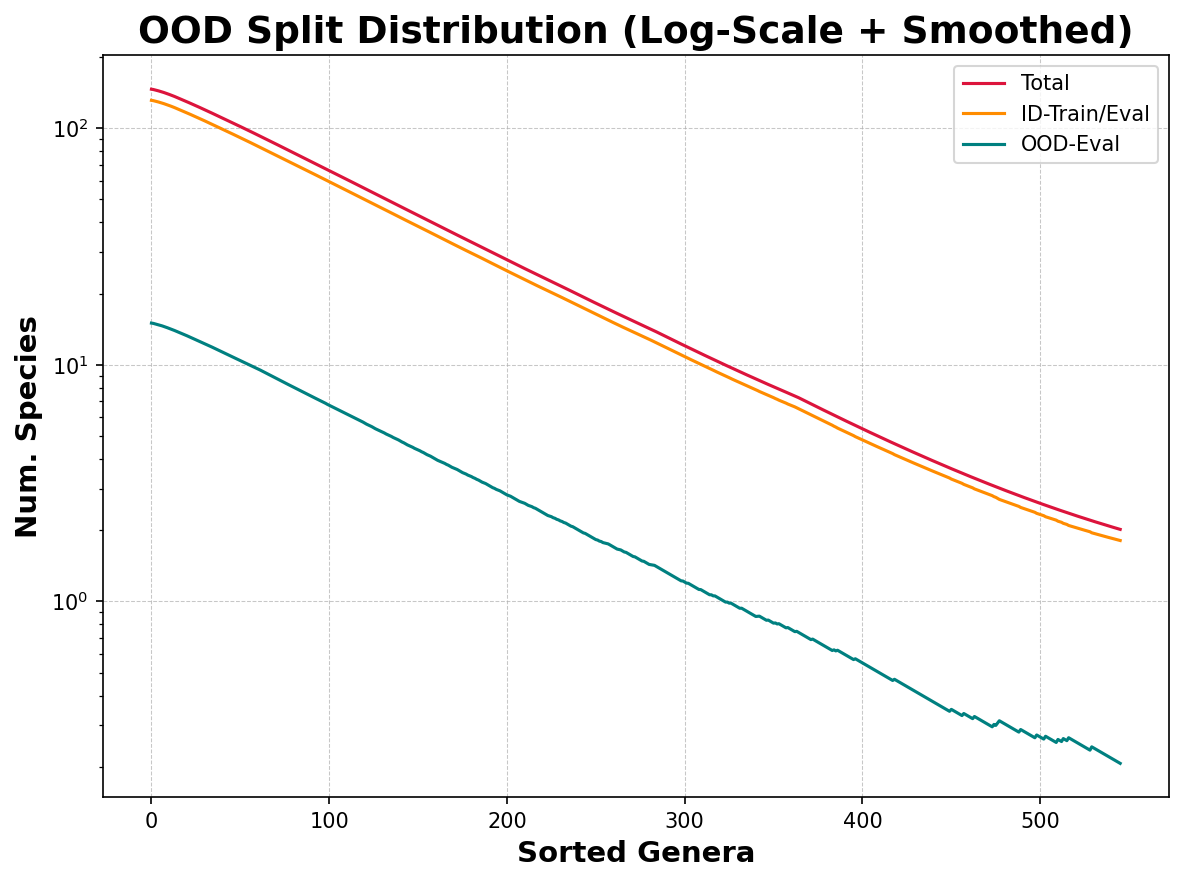 OOD Split Distribution (Log-Scale + Smoothed)
Total
ID-Train/Eval
OOD-Eval
Num. Species
10²
10¹
10⁰
0 100 200 300 400 500
Sorted Genera